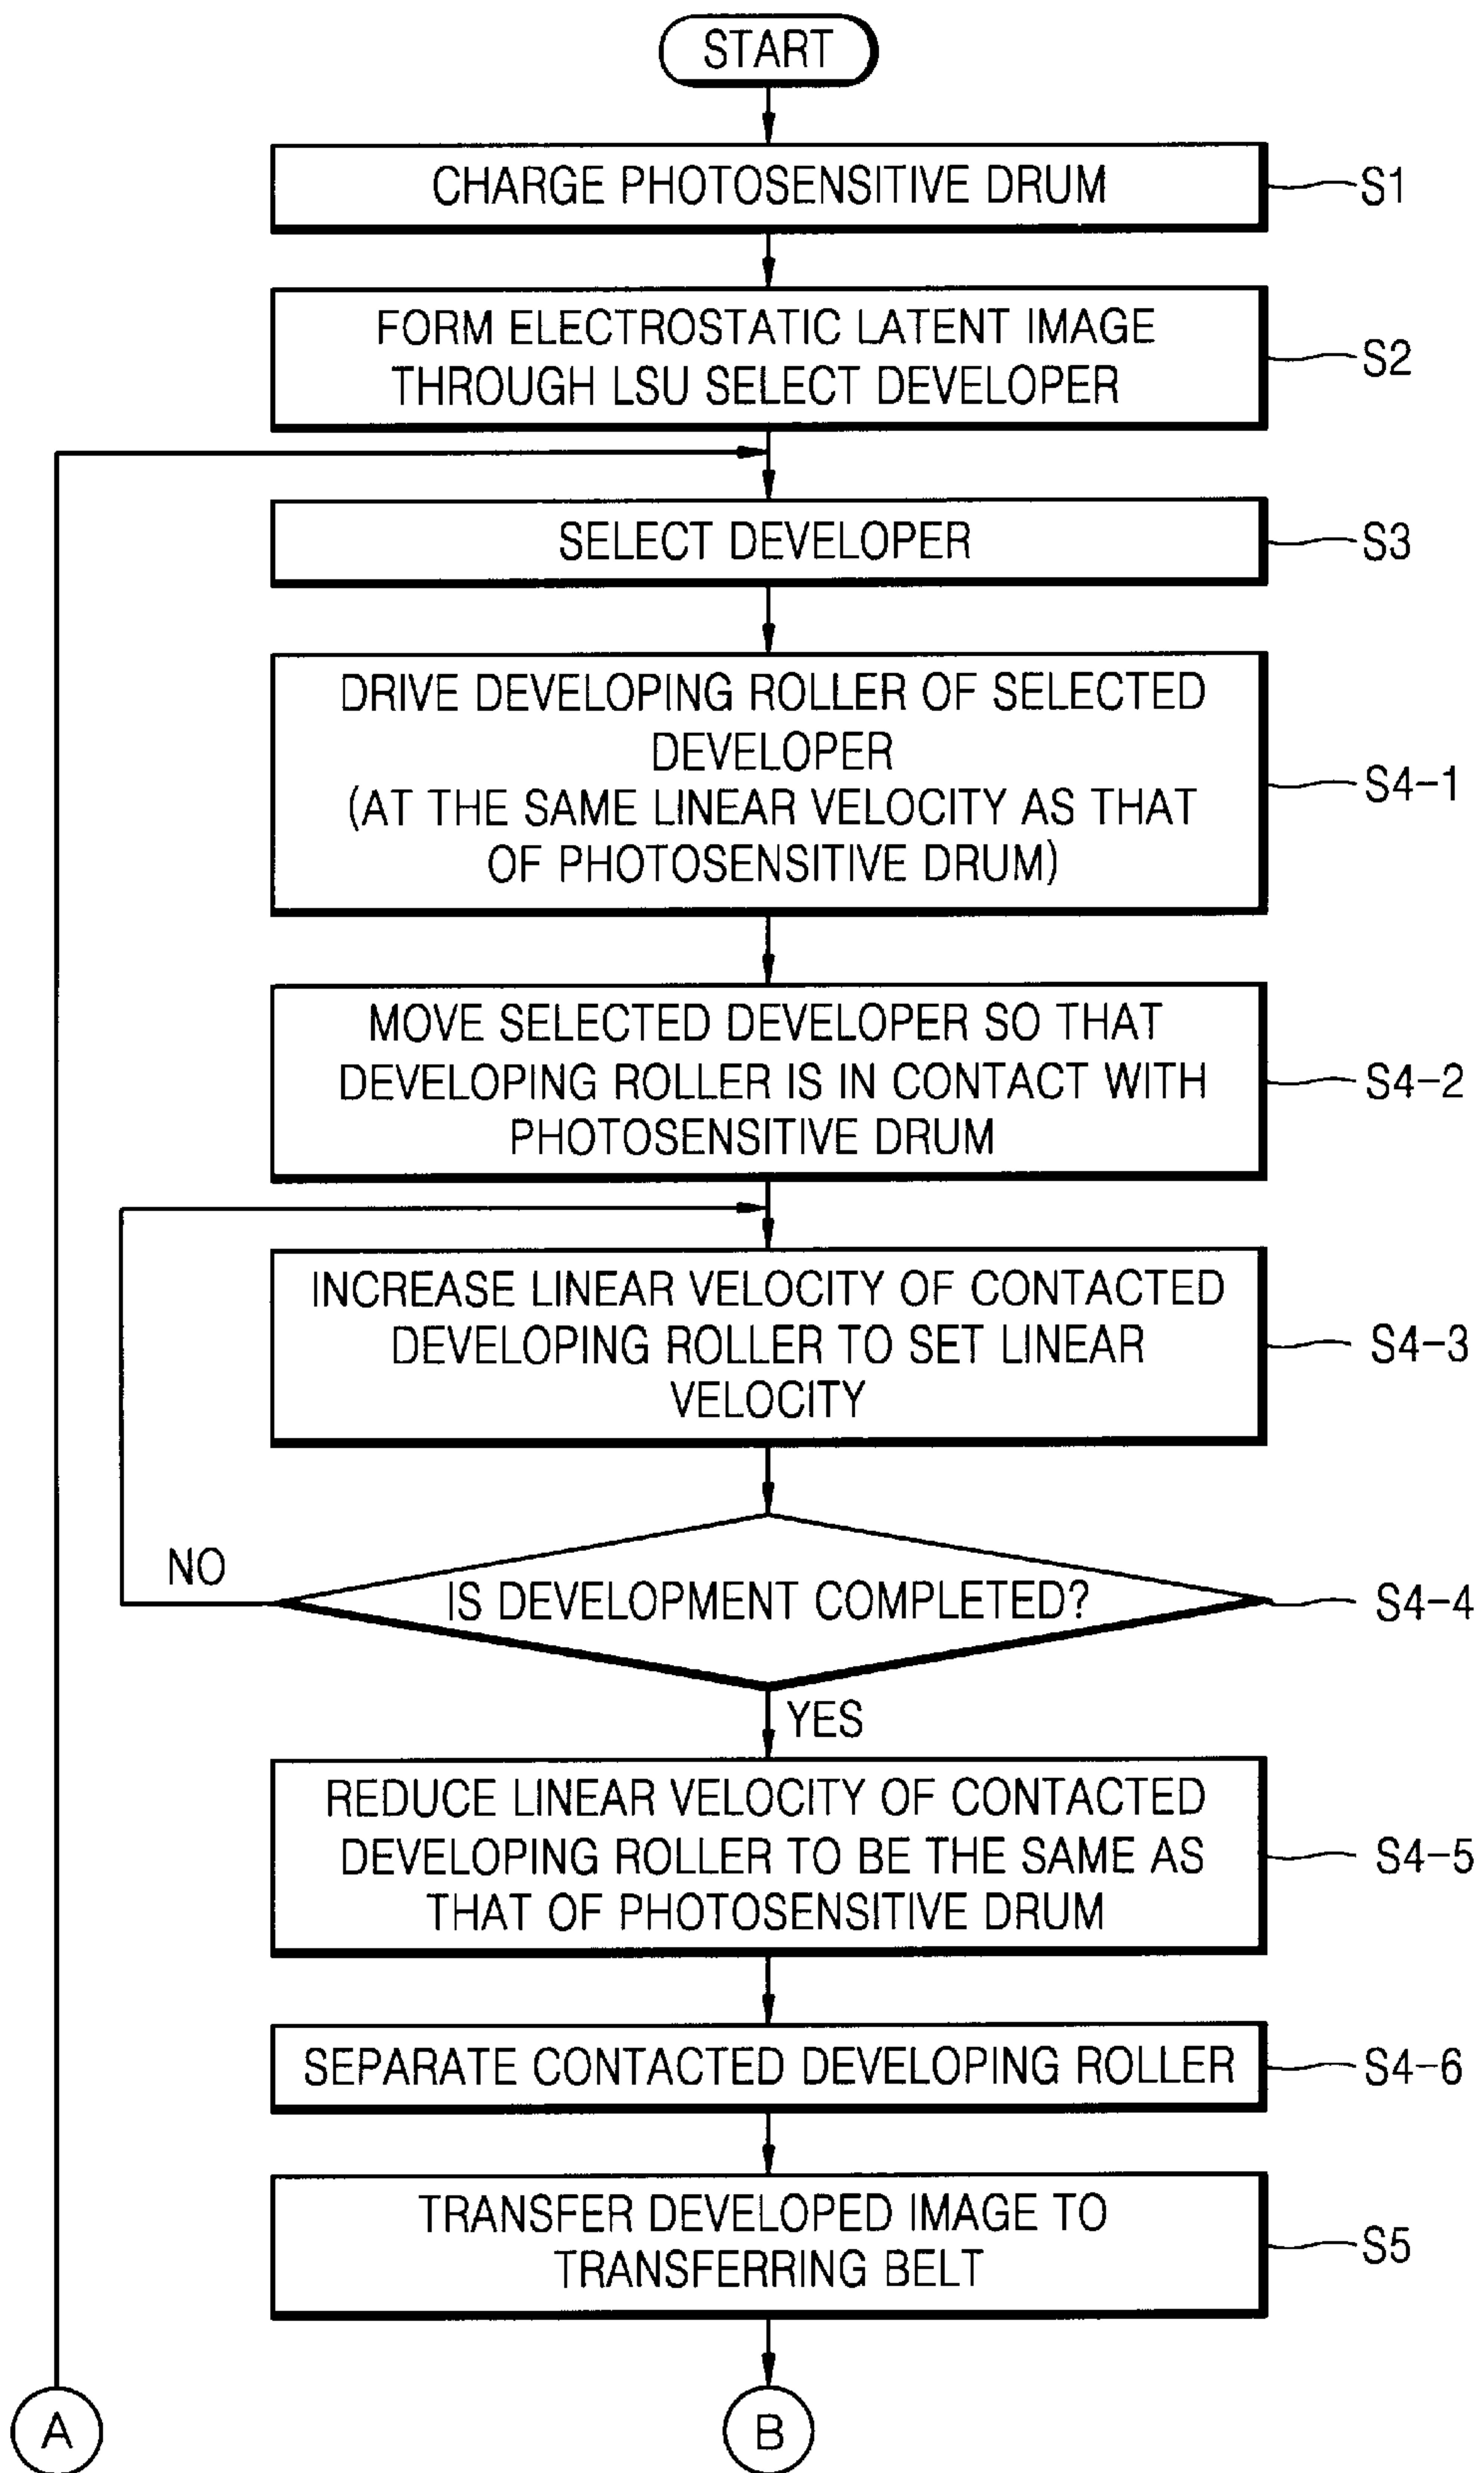 START
CHARGE PHOTOSENSITIVE DRUM
S1
FORM ELECTROSTATIC LATENT IMAGE
THROUGH LSU SELECT DEVELOPER
S2
SELECT DEVELOPER
S3
DRIVE DEVELOPING ROLLER OF SELECTED
DEVELOPER
(AT THE SAME LINEAR VELOCITY AS THAT
OF PHOTOSENSITIVE DRUM)
S4-1
MOVE SELECTED DEVELOPER SO THAT
DEVELOPING ROLLER IS IN CONTACT WITH
PHOTOSENSITIVE DRUM
S4-2
INCREASE LINEAR VELOCITY OF CONTACTED
DEVELOPING ROLLER TO SET LINEAR
VELOCITY
S4-3
NO
IS DEVELOPMENT COMPLETED?
S4-4
YES
REDUCE LINEAR VELOCITY OF CONTACTED
DEVELOPING ROLLER TO BE THE SAME AS
THAT OF PHOTOSENSITIVE DRUM
S4-5
SEPARATE CONTACTED DEVELOPING ROLLER
S4-6
TRANSFER DEVELOPED IMAGE TO
TRANSFERRING BELT
S5
A
B